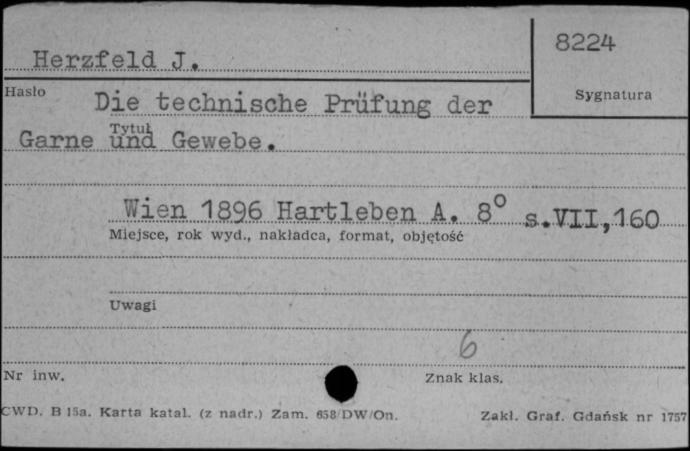 8224
Herzfeld J.
Hasło
Sygnatura
Die technische Prüfung der
Tytuł
Garne und Gewebe.
Wien 1896 Hartleben A. 8° s.VII,160
Miejsce, rok wyd., nakładca, format, objętość
Uwagi
6
Nr inw.
Znak klas.
CWD. B 15a. Karta katal. (z nadr.) Zam. 658/DW/On.
Zakł. Graf. Gdańsk nr 1757